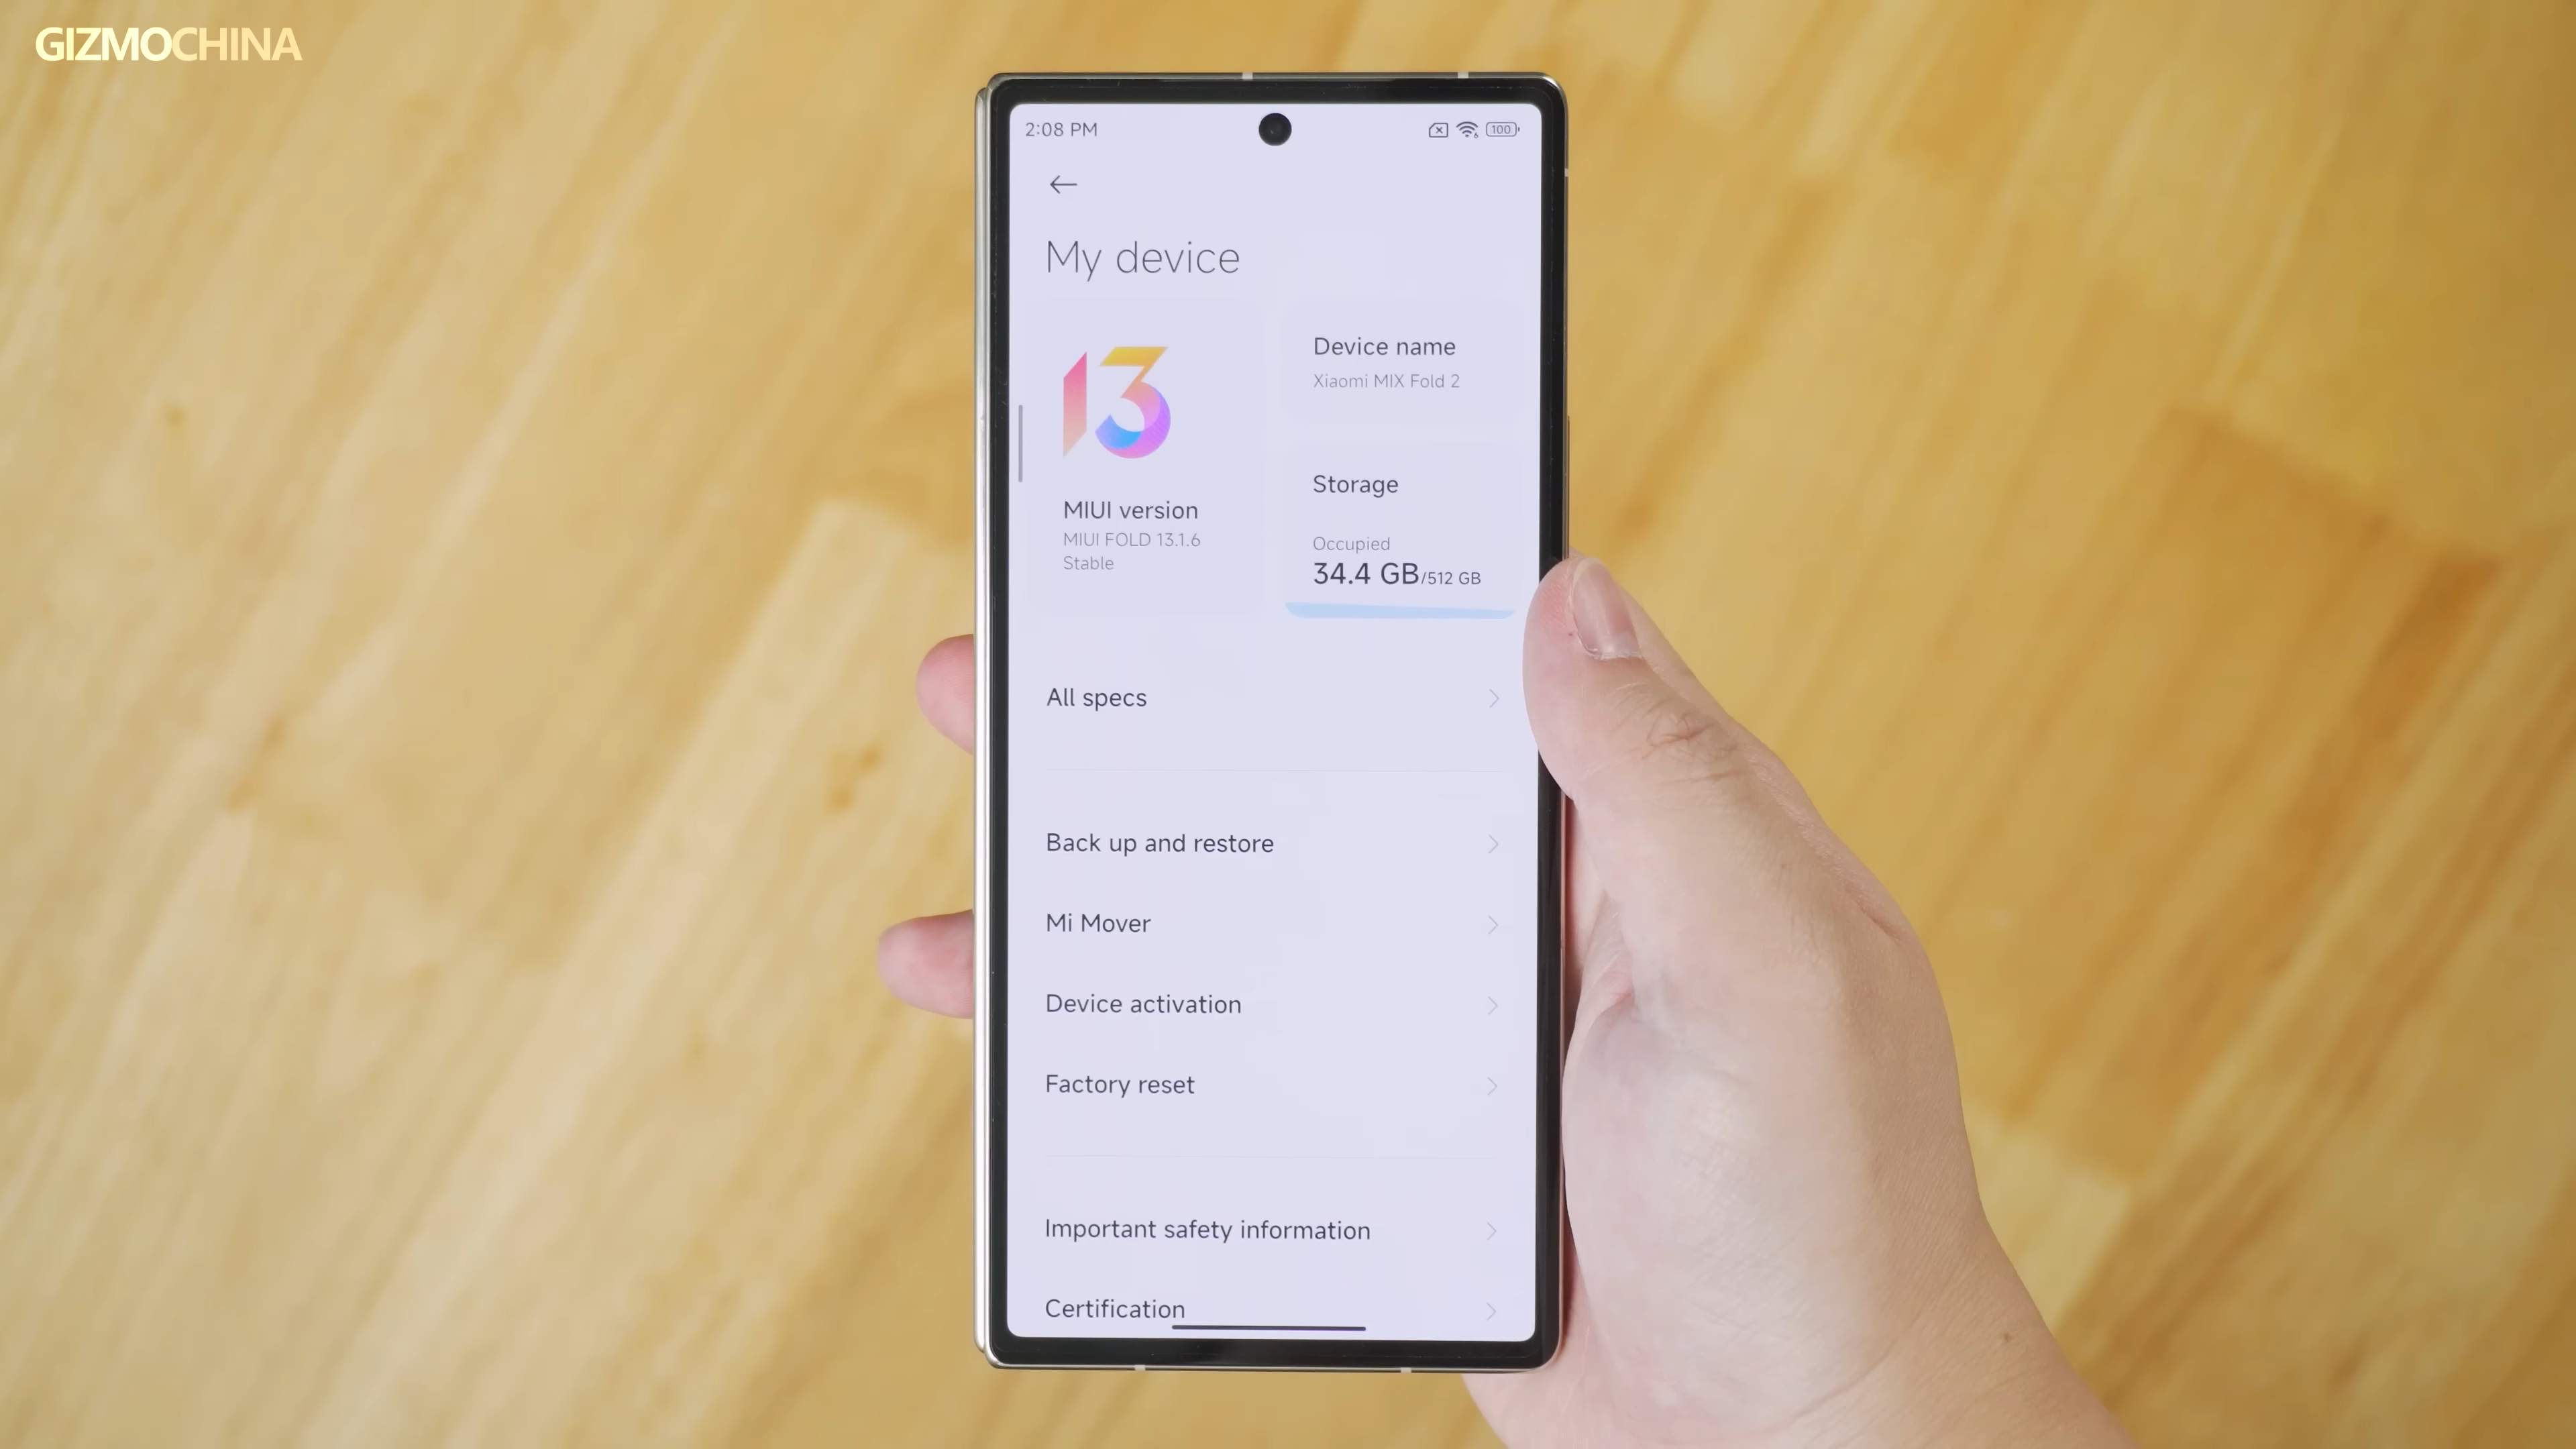 GIZMOCHINA
2:08 PM
100
My device
13
Device name
Xiaomi MIX Fold 2
MIUI version
MIUI FOLD 13.1.6
Stable
Storage
Occupied
34.4 GB/512 GB
All specs
Back up and restore
Mi Mover
Device activation
Factory reset
Important safety information
Certification